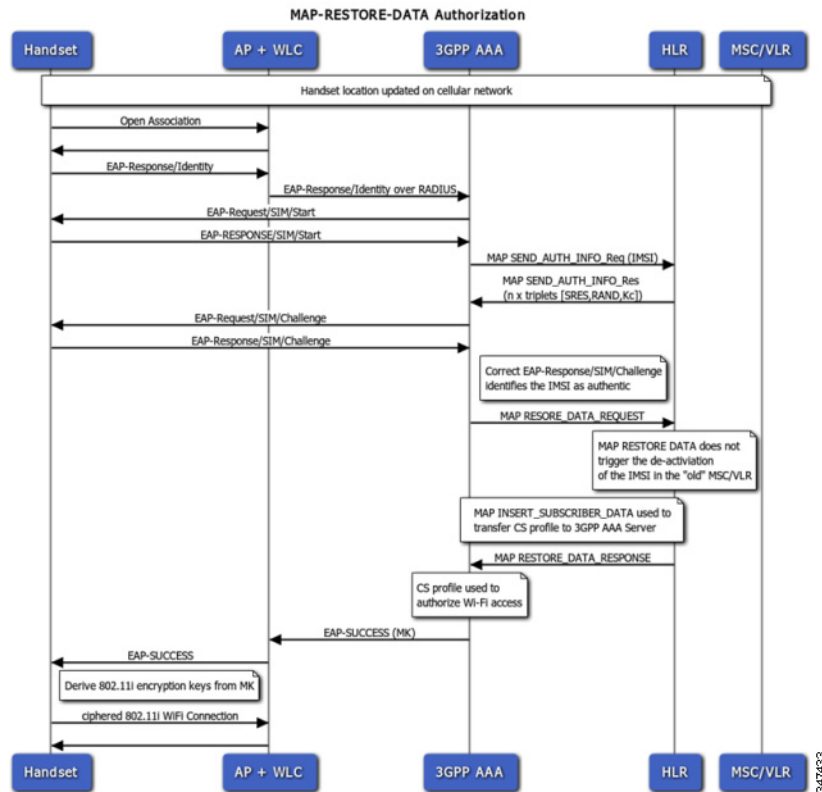 MAP-RESTORE-DATA Authorization
Handset
AP + WLC
3GPP AAA
HLR
MSC/VLR
Handset location updated on cellular network
Open Association
EAP-Response/Identity
EAP-Response/Identity over RADIUS
EAP-Request/SIM/Start
EAP-RESPONSE/SIM/Start
MAP SEND_AUTH_INFO_Req (IMSI)
MAP SEND_AUTH_INFO_Res
(n x triplets [SRES,RAND,Kc])
EAP-Request/SIM/Challenge
EAP-Response/SIM/Challenge
Correct EAP-Response/SIM/Challenge
identifies the IMSI as authentic
MAP RESORE_DATA_REQUEST
MAP RESTORE DATA does not
trigger the de-activiation
of the IMSI in the "old" MSC/VLR
MAP INSERT_SUBSCRIBER_DATA used to
transfer CS profile to 3GPP AAA Server
MAP RESTORE_DATA_RESPONSE
CS profile used to
authorize Wi-Fi access
EAP-SUCCESS (MK)
EAP-SUCCESS
Derive 802.11i encryption keys from MK
ciphered 802.11i WiFi Connection
Handset
AP + WLC
3GPP AAA
HLR
MSC/VLR
347433